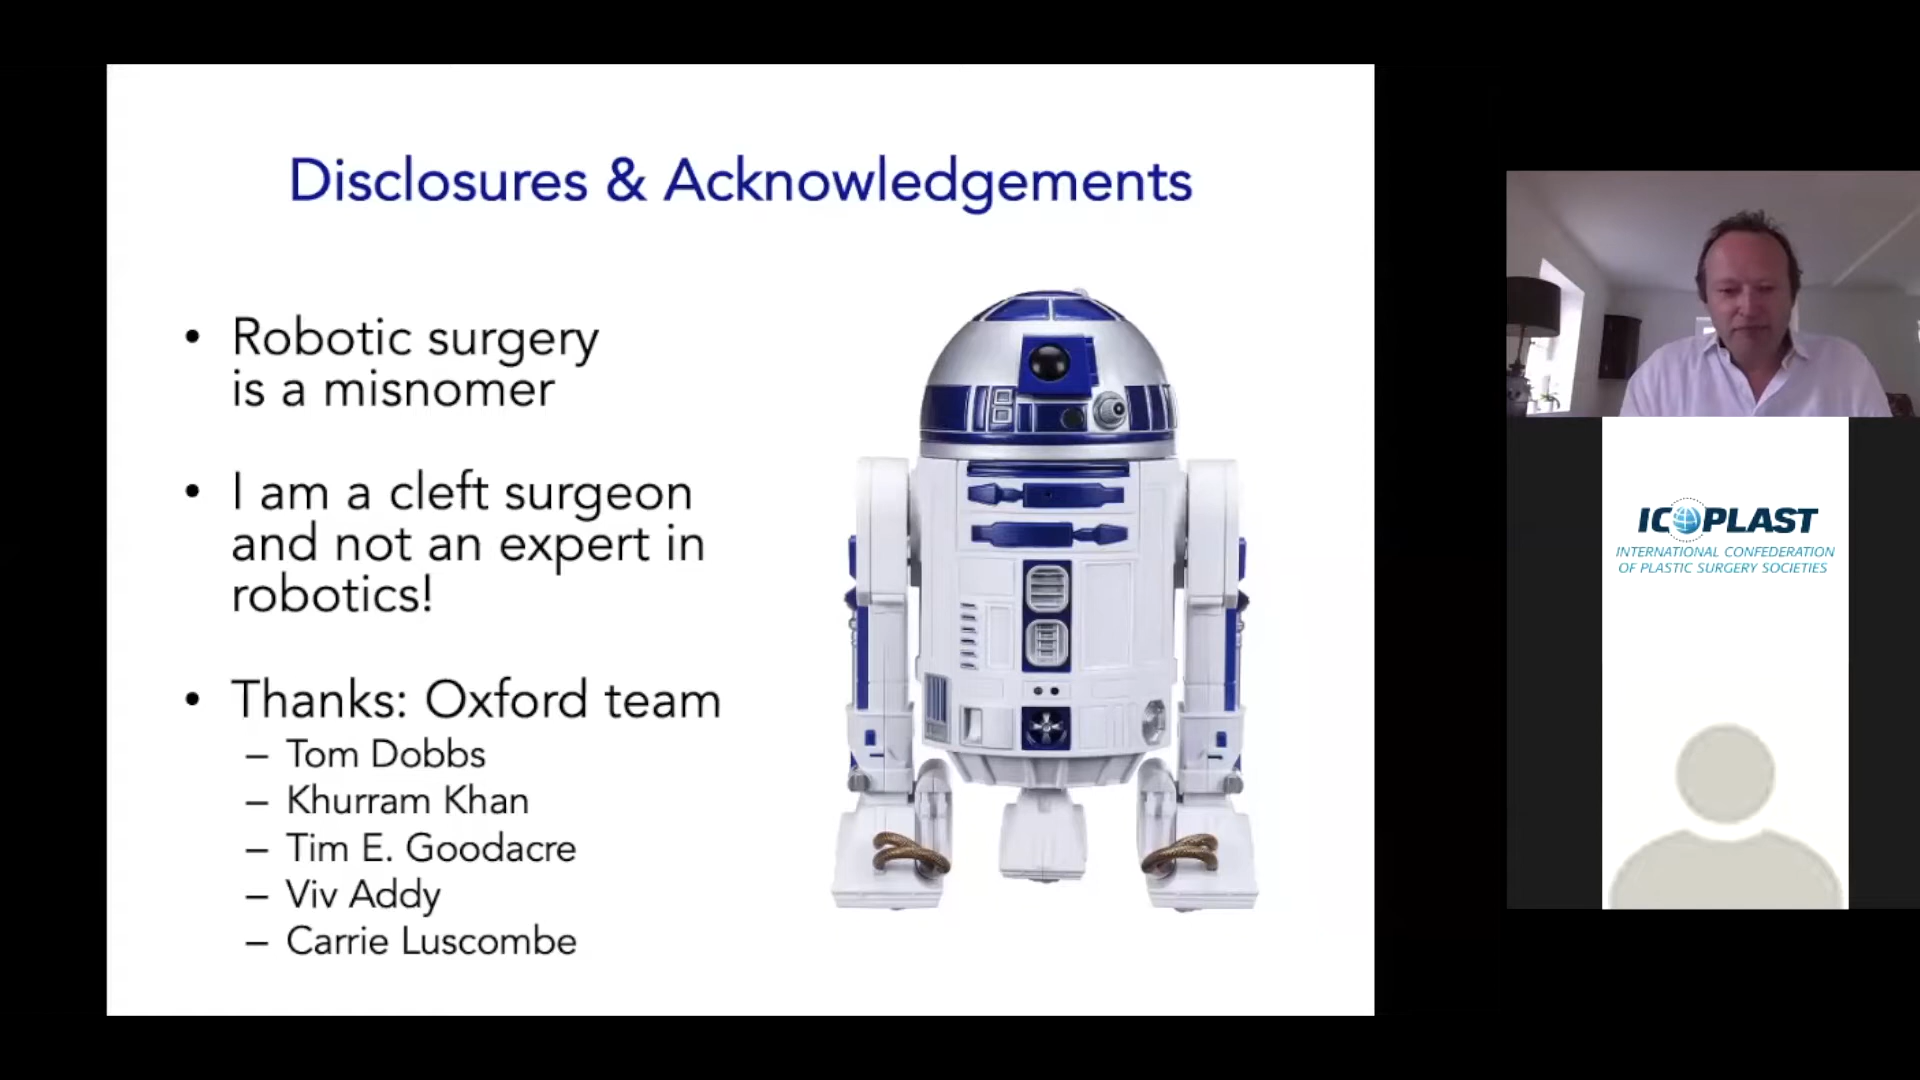 Disclosures & Acknowledgements
• Robotic surgery
is a misnomer
• I am a cleft surgeon
and not an expert in
robotics!
• Thanks: Oxford team
– Tom Dobbs
– Khurram Khan
– Tim E. Goodacre
– Viv Addy
– Carrie Luscombe
ICOPLAST
INTERNATIONAL CONFEDERATION
OF PLASTIC SURGERY SOCIETIES